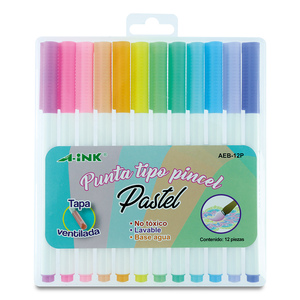 A-INK
AEB-12P
Punta tipo pincel
Pastel
Tapa
ventilada
• No tóxico
• Lavable
• Base agua
Contenido: 12 piezas